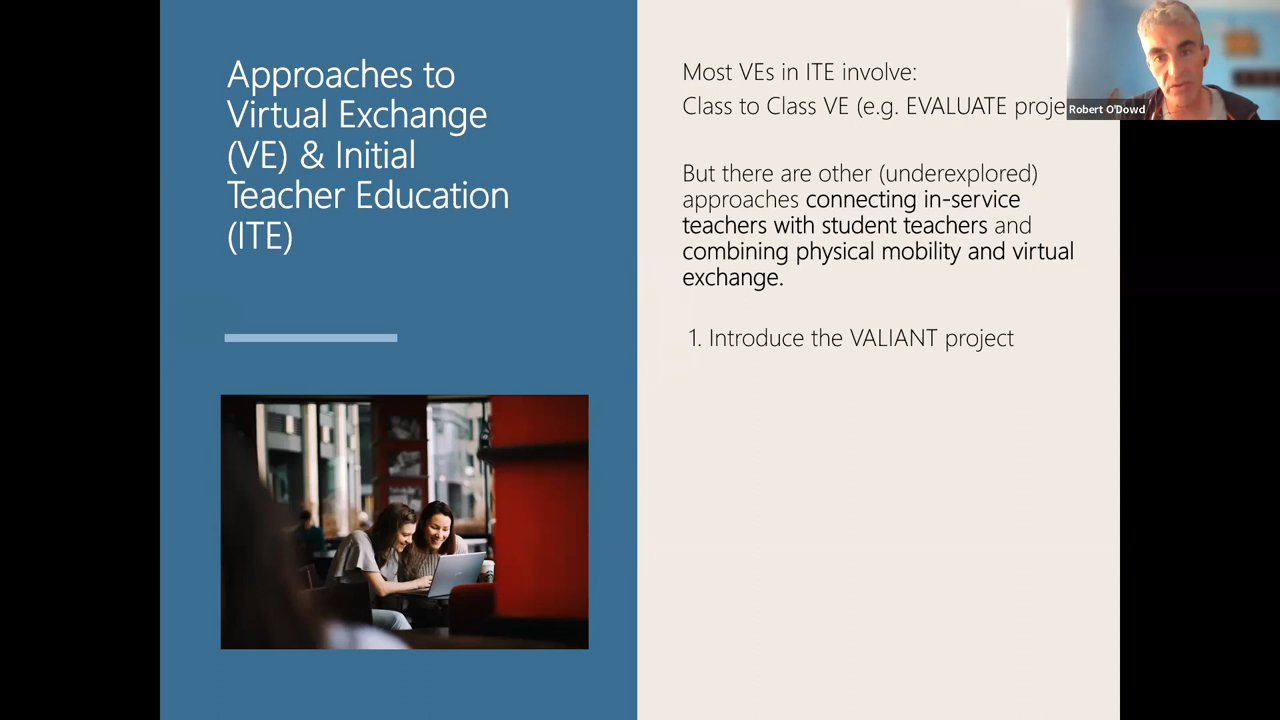 Approaches to
Virtual Exchange
(VE) & Initial
Teacher Education
(ITE)
Most VEs in ITE involve:
Class to Class VE (e.g. EVALUATE proje
But there are other (underexplored)
approaches connecting in-service
teachers with student teachers and
combining physical mobility and virtual
exchange.
1. Introduce the VALIANT project
Robert O'Dowd